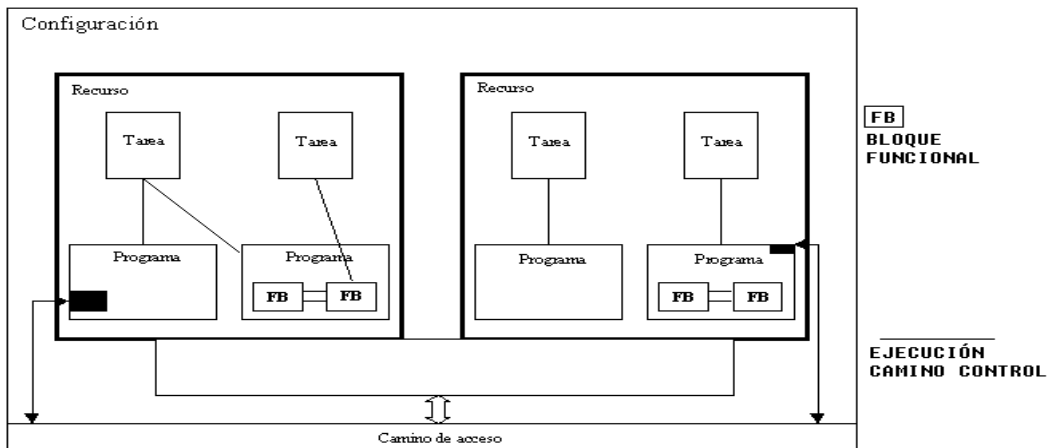 Configuración
Recurso
Recurso
Tarea
Tarea
Tarea
Tarea
Programa
Programa
Programa
Programa
FB
FB
FB
FB
Camino de acceso
FB
BLOQUE
FUNCIONAL
EJECUCIÓN
CAMINO CONTROL